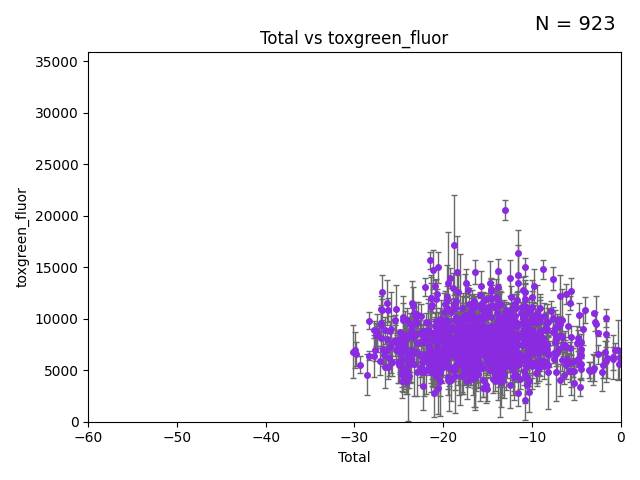 N = 923
Total vs toxgreen_fluor
35000
30000
25000
20000
15000
10000
5000
0
toxgreen_fluor
−60 −50 −40 −30 −20 −10 0
Total